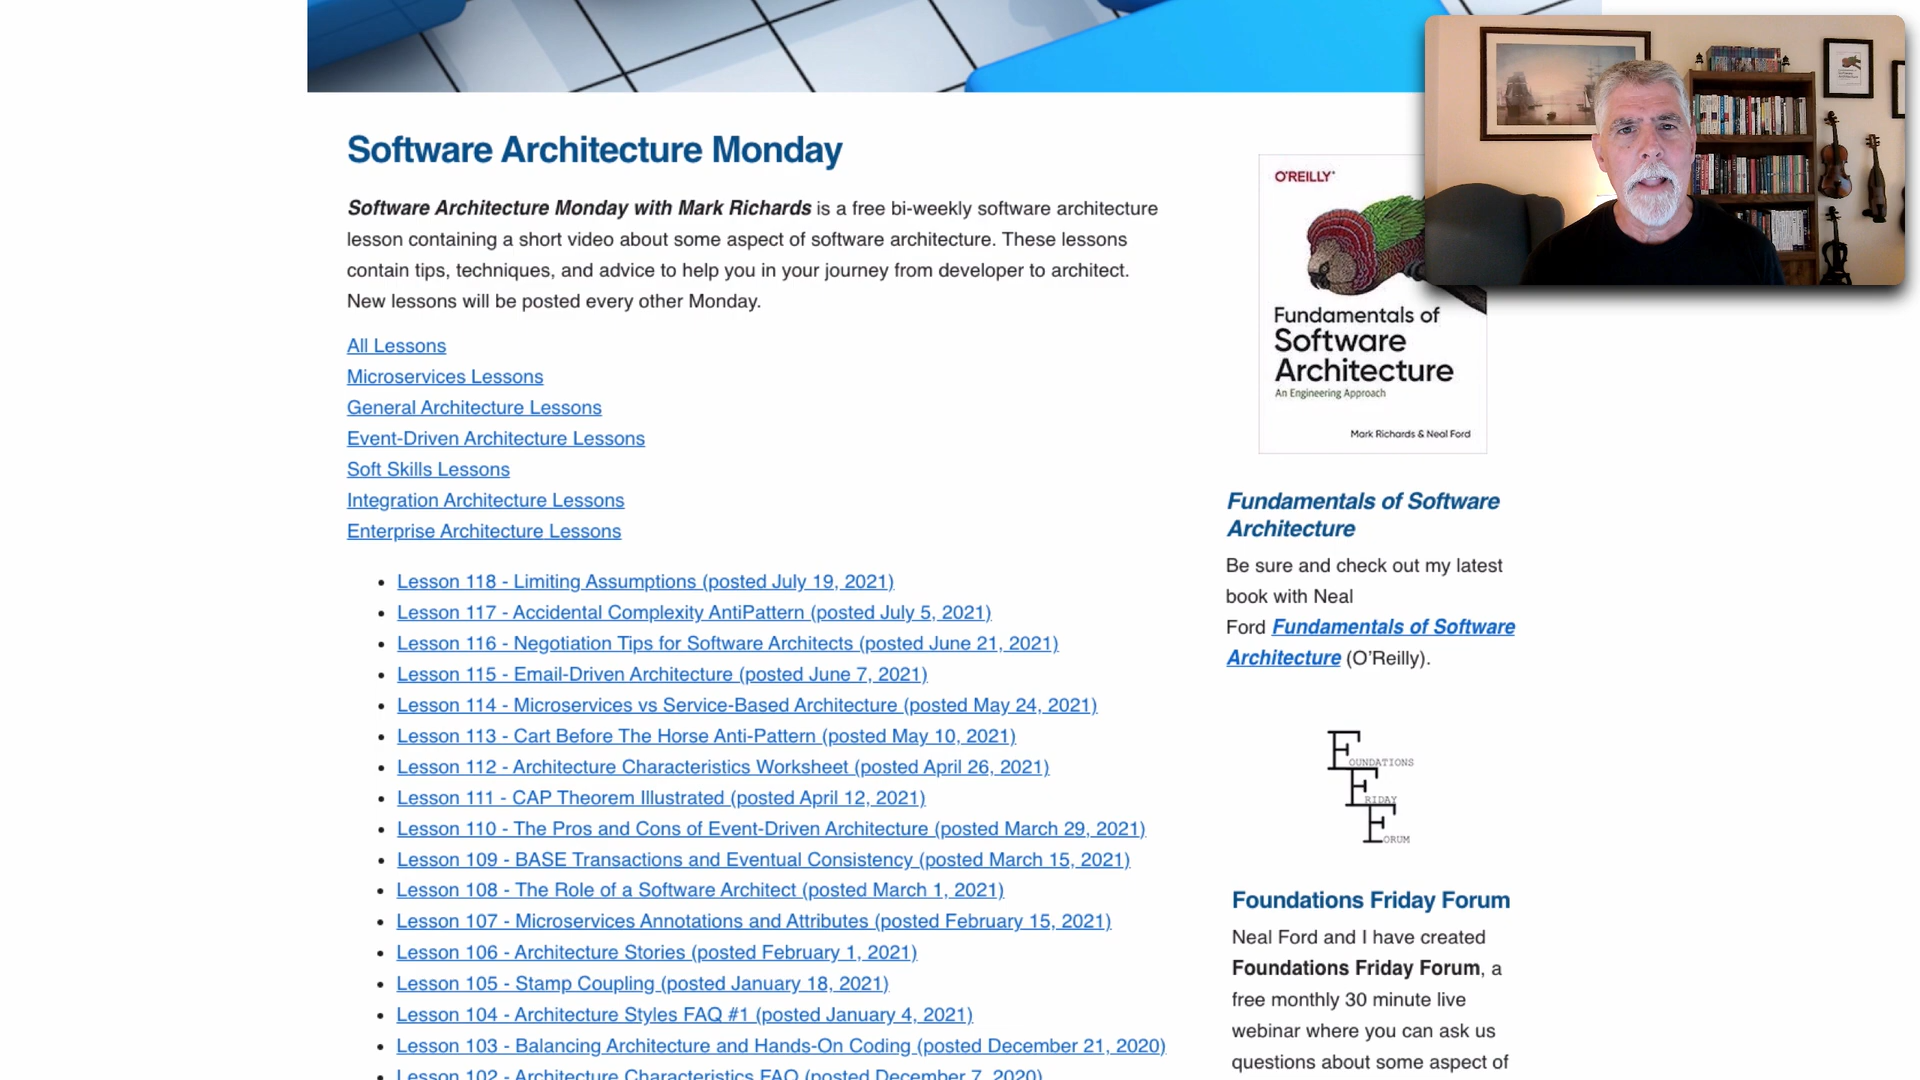 Software Architecture Monday
Software Architecture Monday with Mark Richards is a free bi-weekly software architecture
lesson containing a short video about some aspect of software architecture. These lessons
contain tips, techniques, and advice to help you in your journey from developer to architect.
New lessons will be posted every other Monday.
All Lessons
Microservices Lessons
General Architecture Lessons
Event-Driven Architecture Lessons
Soft Skills Lessons
Integration Architecture Lessons
Enterprise Architecture Lessons
Lesson 118 - Limiting Assumptions (posted July 19, 2021)
Lesson 117 - Accidental Complexity AntiPattern (posted July 5, 2021)
Lesson 116 - Negotiation Tips for Software Architects (posted June 21, 2021)
Lesson 115 - Email-Driven Architecture (posted June 7, 2021)
Lesson 114 - Microservices vs Service-Based Architecture (posted May 24, 2021)
Lesson 113 - Cart Before The Horse Anti-Pattern (posted May 10, 2021)
Lesson 112 - Architecture Characteristics Worksheet (posted April 26, 2021)
Lesson 111 - CAP Theorem Illustrated (posted April 12, 2021)
Lesson 110 - The Pros and Cons of Event-Driven Architecture (posted March 29, 2021)
Lesson 109 - BASE Transactions and Eventual Consistency (posted March 15, 2021)
Lesson 108 - The Role of a Software Architect (posted March 1, 2021)
Lesson 107 - Microservices Annotations and Attributes (posted February 15, 2021)
Lesson 106 - Architecture Stories (posted February 1, 2021)
Lesson 105 - Stamp Coupling (posted January 18, 2021)
Lesson 104 - Architecture Styles FAQ #1 (posted January 4, 2021)
Lesson 103 - Balancing Architecture and Hands-On Coding (posted December 21, 2020)
Lesson 102 - Architecture Characteristics FAQ (posted December 7, 2020)
O'REILLY®
Fundamentals of
Software
Architecture
An Engineering Approach
Mark Richards & Neal Ford
Fundamentals of Software
Architecture
Be sure and check out my latest
book with Neal
Ford Fundamentals of Software
Architecture (O'Reilly).
FOUNDATIONS
FRIDAY
FORUM
Foundations Friday Forum
Neal Ford and I have created
Foundations Friday Forum, a
free monthly 30 minute live
webinar where you can ask us
questions about some aspect of